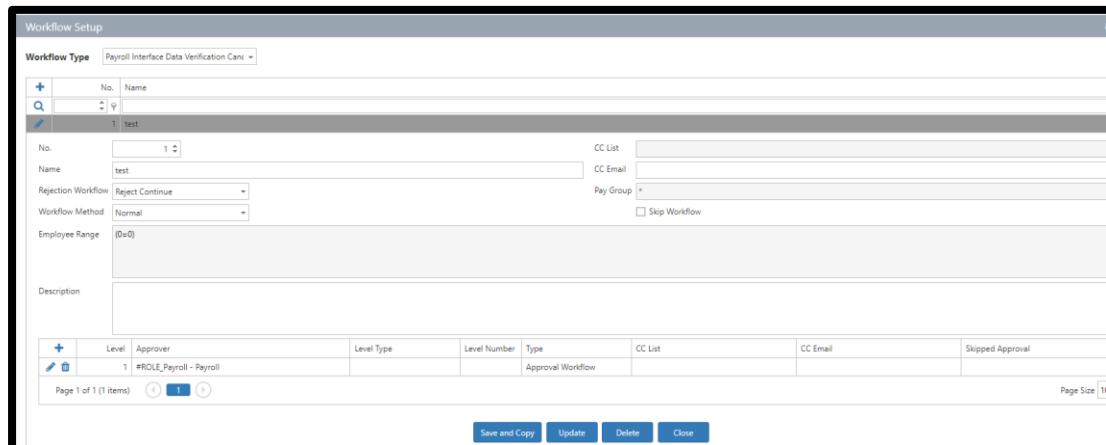 Workflow Setup
Workflow Type Payroll Interface Data Verification Canc
No. Name
1 test
No. 1 CC List
Name test CC Email
Rejection Workflow Reject Continue Pay Group *
Workflow Method Normal Skip Workflow
Employee Range (0=0)
Description
Level Approver Level Type Level Number Type CC List CC Email Skipped Approval
1 #ROLE_Payroll - Payroll Approval Workflow
Page 1 of 1 (1 items) 1 Page Size
Save and Copy Update Delete Close